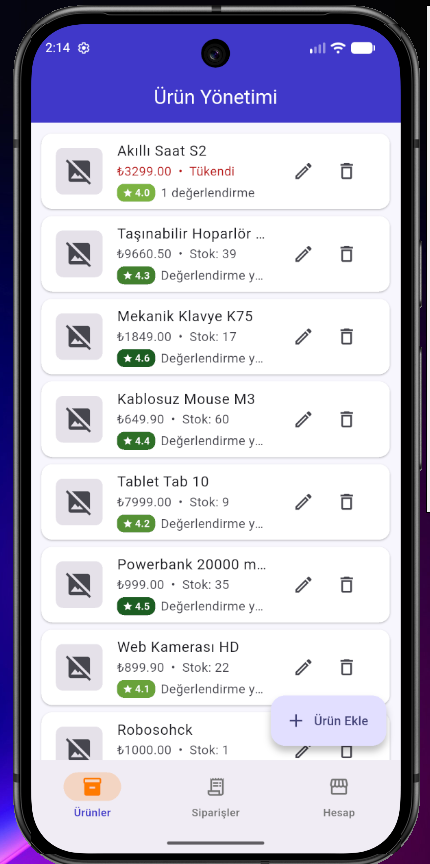 2:14
Ürün Yönetimi
Akıllı Saat S2
₺3299.00 • Tükendi
★ 4.0 1 değerlendirme
Taşınabilir Hoparlör ...
₺9660.50 • Stok: 39
★ 4.3 Değerlendirme y...
Mekanik Klavye K75
₺1849.00 • Stok: 17
★ 4.6 Değerlendirme y...
Kablosuz Mouse M3
₺649.90 • Stok: 60
★ 4.4 Değerlendirme y...
Tablet Tab 10
₺7999.00 • Stok: 9
★ 4.2 Değerlendirme y...
Powerbank 20000 m...
₺999.00 • Stok: 35
★ 4.5 Değerlendirme y...
Web Kamerası HD
₺899.90 • Stok: 22
★ 4.1 Değerlendirme y...
Robosohck
₺1000.00 • Stok: 1
+ Ürün Ekle
Ürünler
Siparişler
Hesap